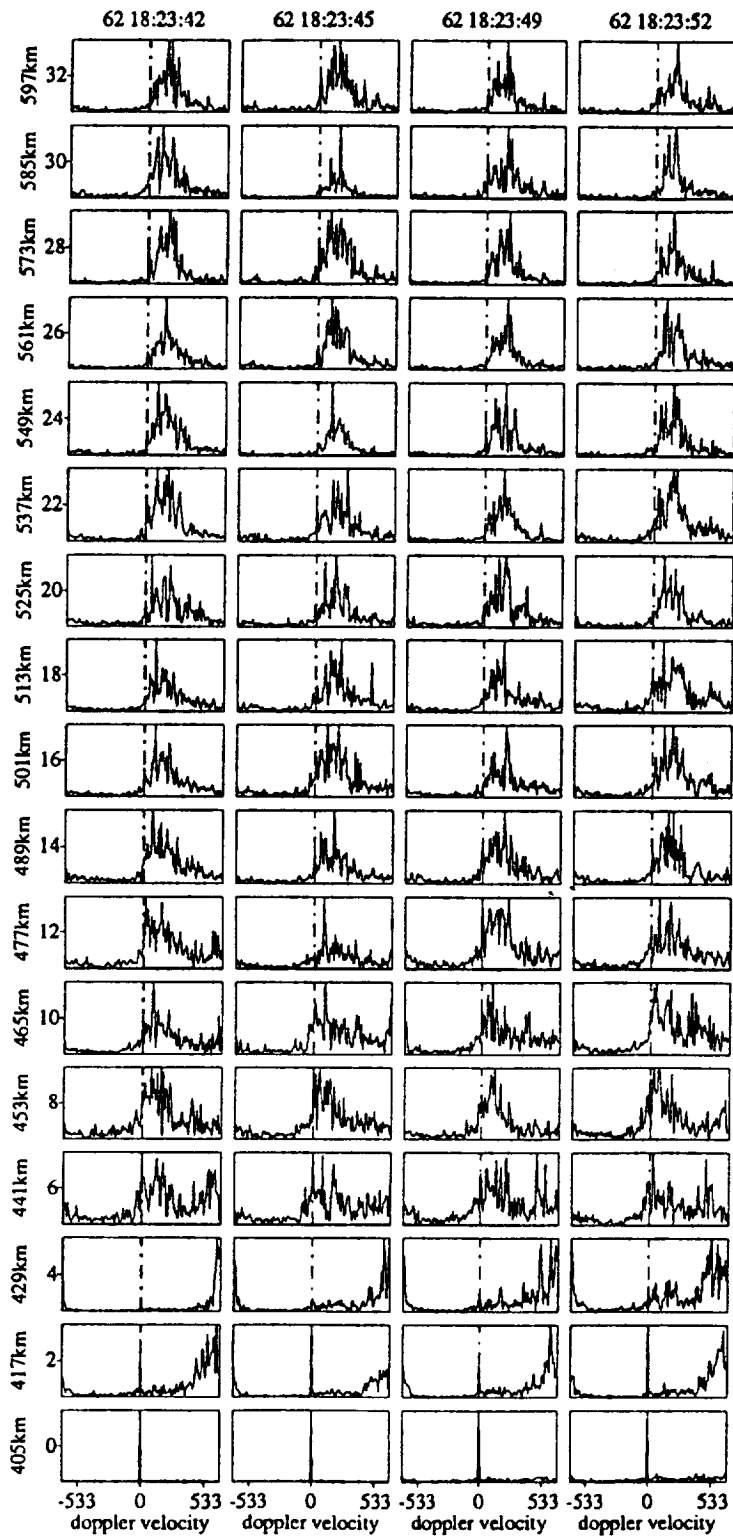 62 18:23:42 62 18:23:45 62 18:23:49 62 18:23:52
597km 32
585km 30
573km 28
561km 26
549km 24
537km 22
525km 20
513km 18
501km 16
489km 14
477km 12
465km 10
453km 8
441km 6
429km 4
417km 2
405km 0
-533 0 533 -533 0 533 -533 0 533 -533 0 533
doppler velocity doppler velocity doppler velocity doppler velocity